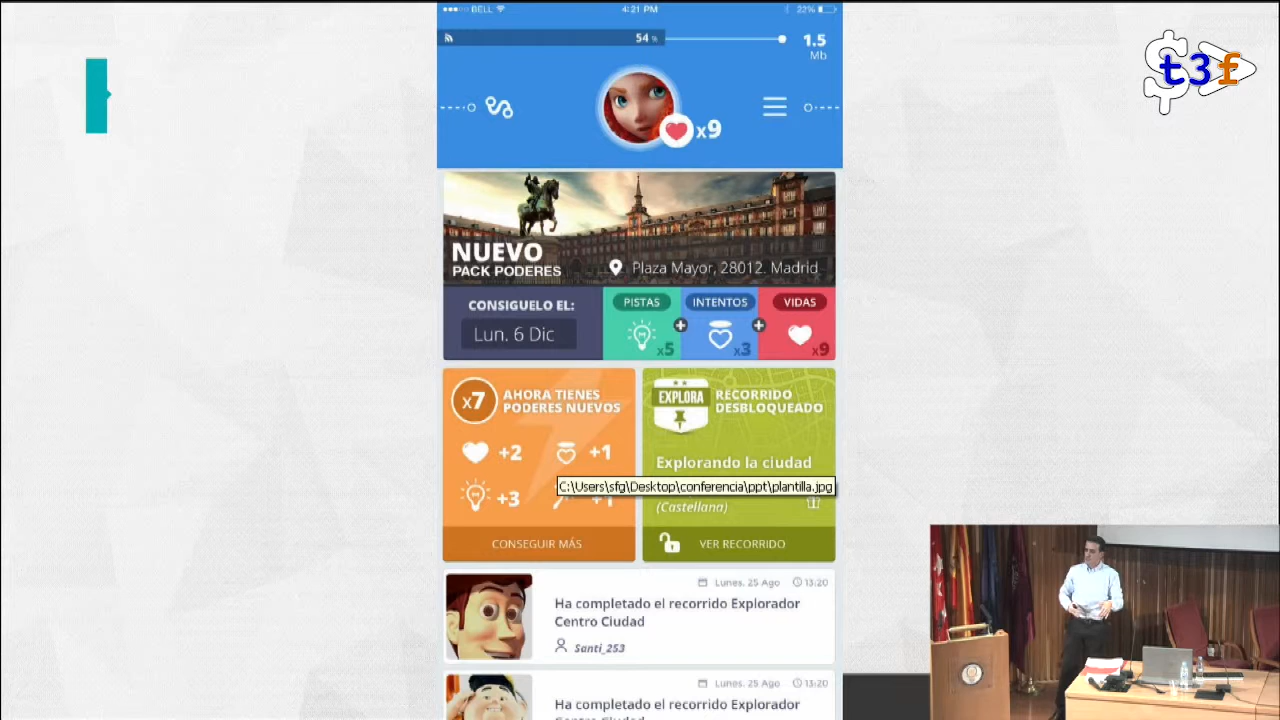 BELL
4:21 PM
22%
54 %
1.5
Mb
t3f
x9
NUEVO
PACK PODERES
Plaza Mayor, 28012. Madrid
CONSIGUELO EL:
Lun. 6 Dic
PISTAS
x5
INTENTOS
x3
VIDAS
x9
x7
AHORA TIENES
PODERES NUEVOS
+2
+1
+3
+1
CONSEGUIR MÁS
EXPLORA
RECORRIDO
DESBLOQUEADO
Explorando la ciudad
C:\Users\sfg\Desktop\conferencia\ppt\plantilla.jpg
(Castellana)
VER RECORRIDO
Lunes, 25 Ago
13:20
Ha completado el recorrido Explorador
Centro Ciudad
Santi_253
Lunes, 25 Ago
13:20
Ha completado el recorrido Explorador
Centro Ciudad